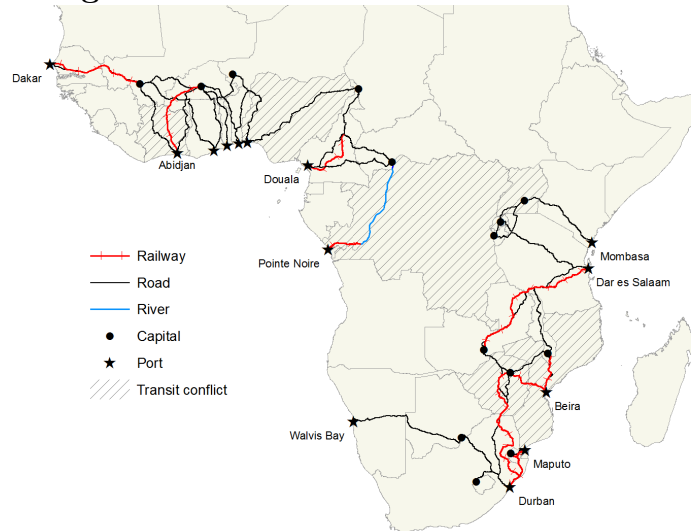 Dakar
Abidjan
Douala
Pointe Noire
Mombasa
Dar es Salaam
Railway
Road
River
Capital
Port
Transit conflict
Beira
Walvis Bay
Maputo
Durban